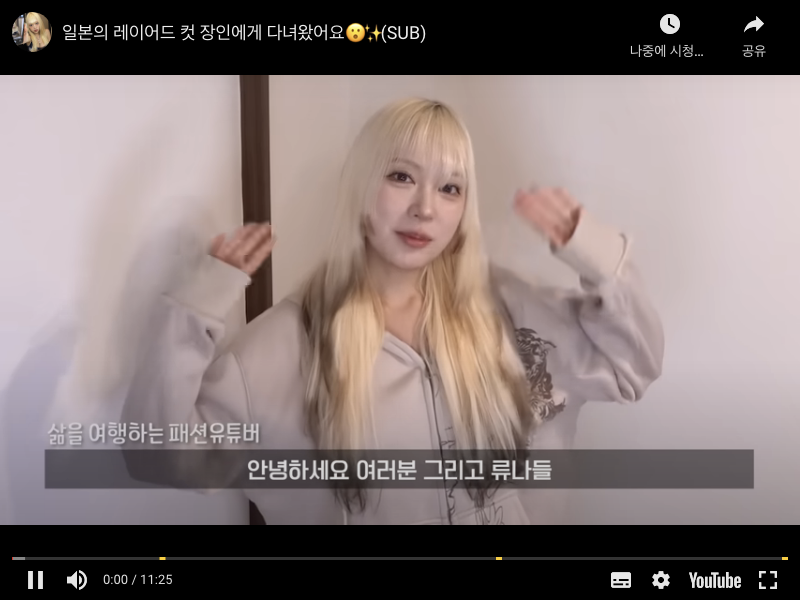 일본의 레이어드 컷 장인에게 다녀왔어요😮✨(SUB)
나중에 시청...
공유
삶을 여행하는 패션유튜버
안녕하세요 여러분 그리고 류나들
0:00 / 11:25
YouTube